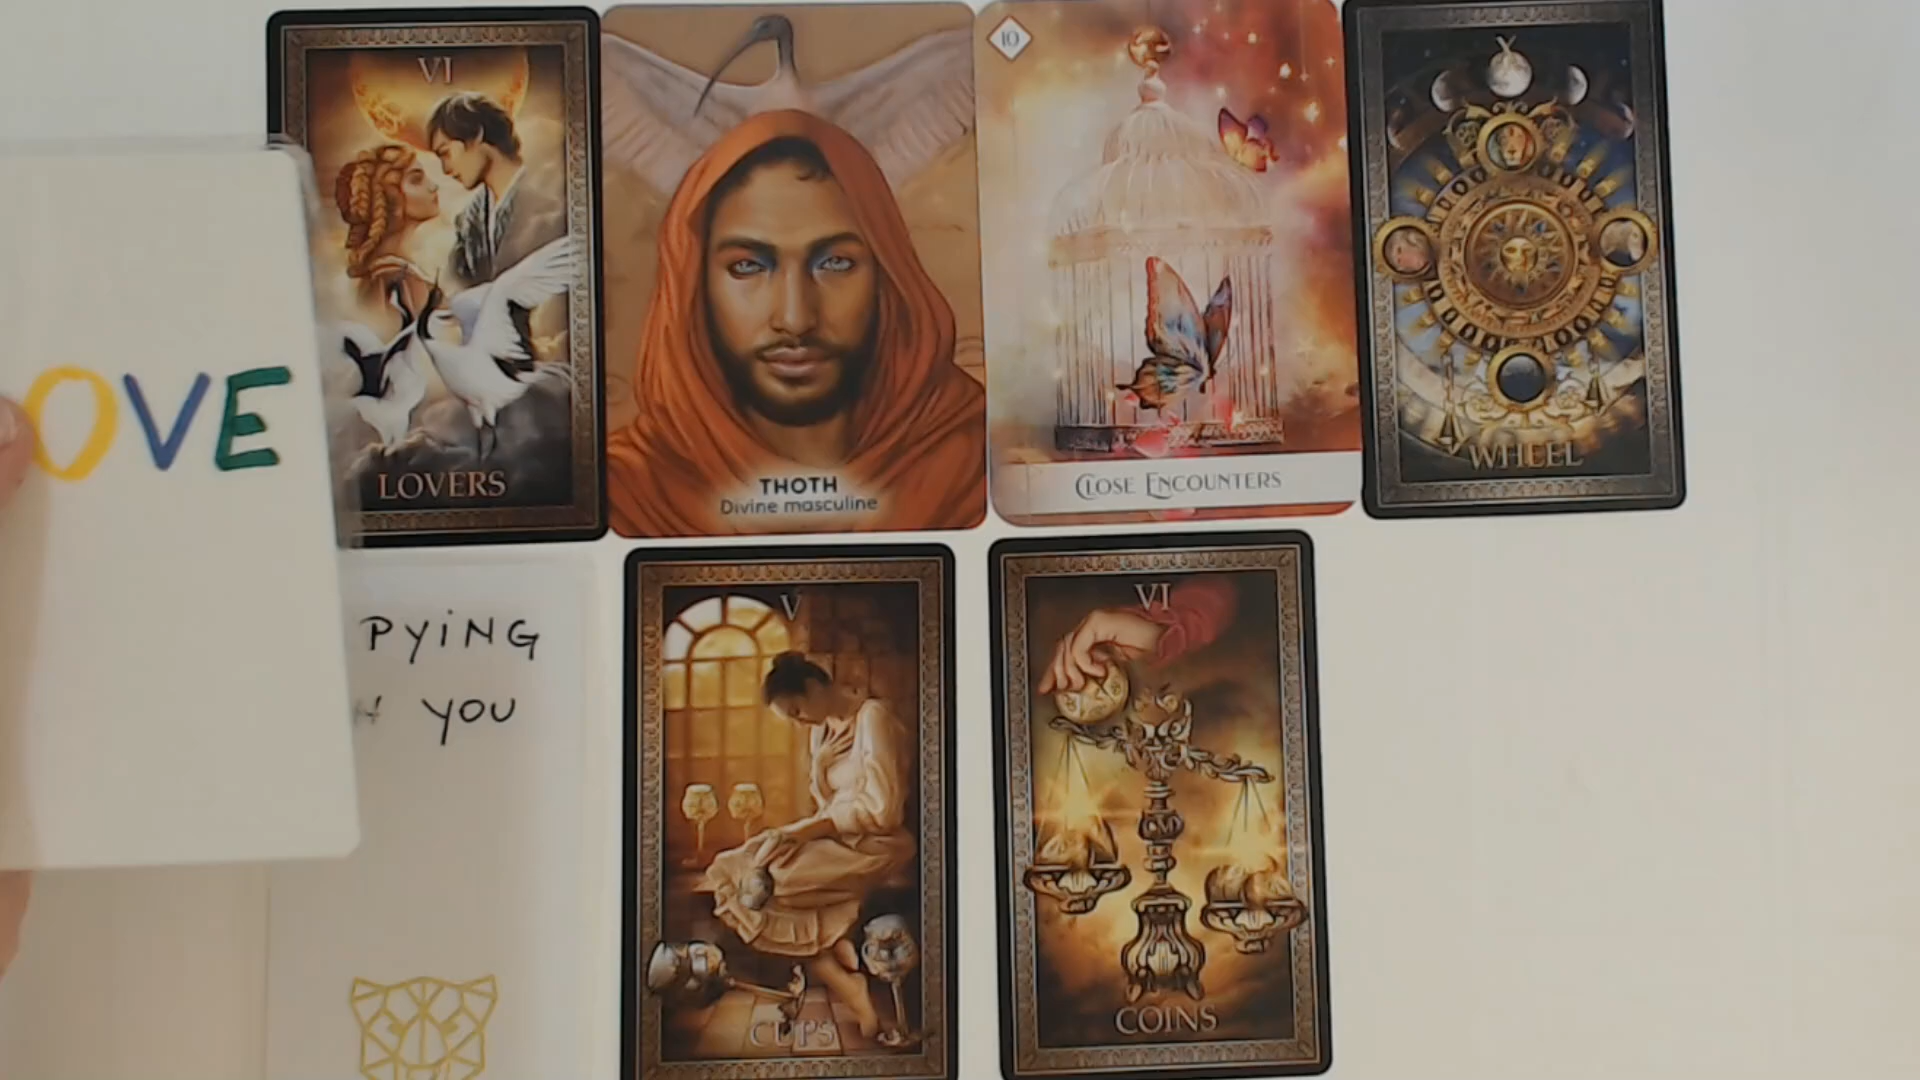 VI
LOVERS
THOTH
Divine masculine
10
CLOSE ENCOUNTERS
X
WHEEL
OVE
PYiNG
H YOU
V
CUPS
VI
COINS